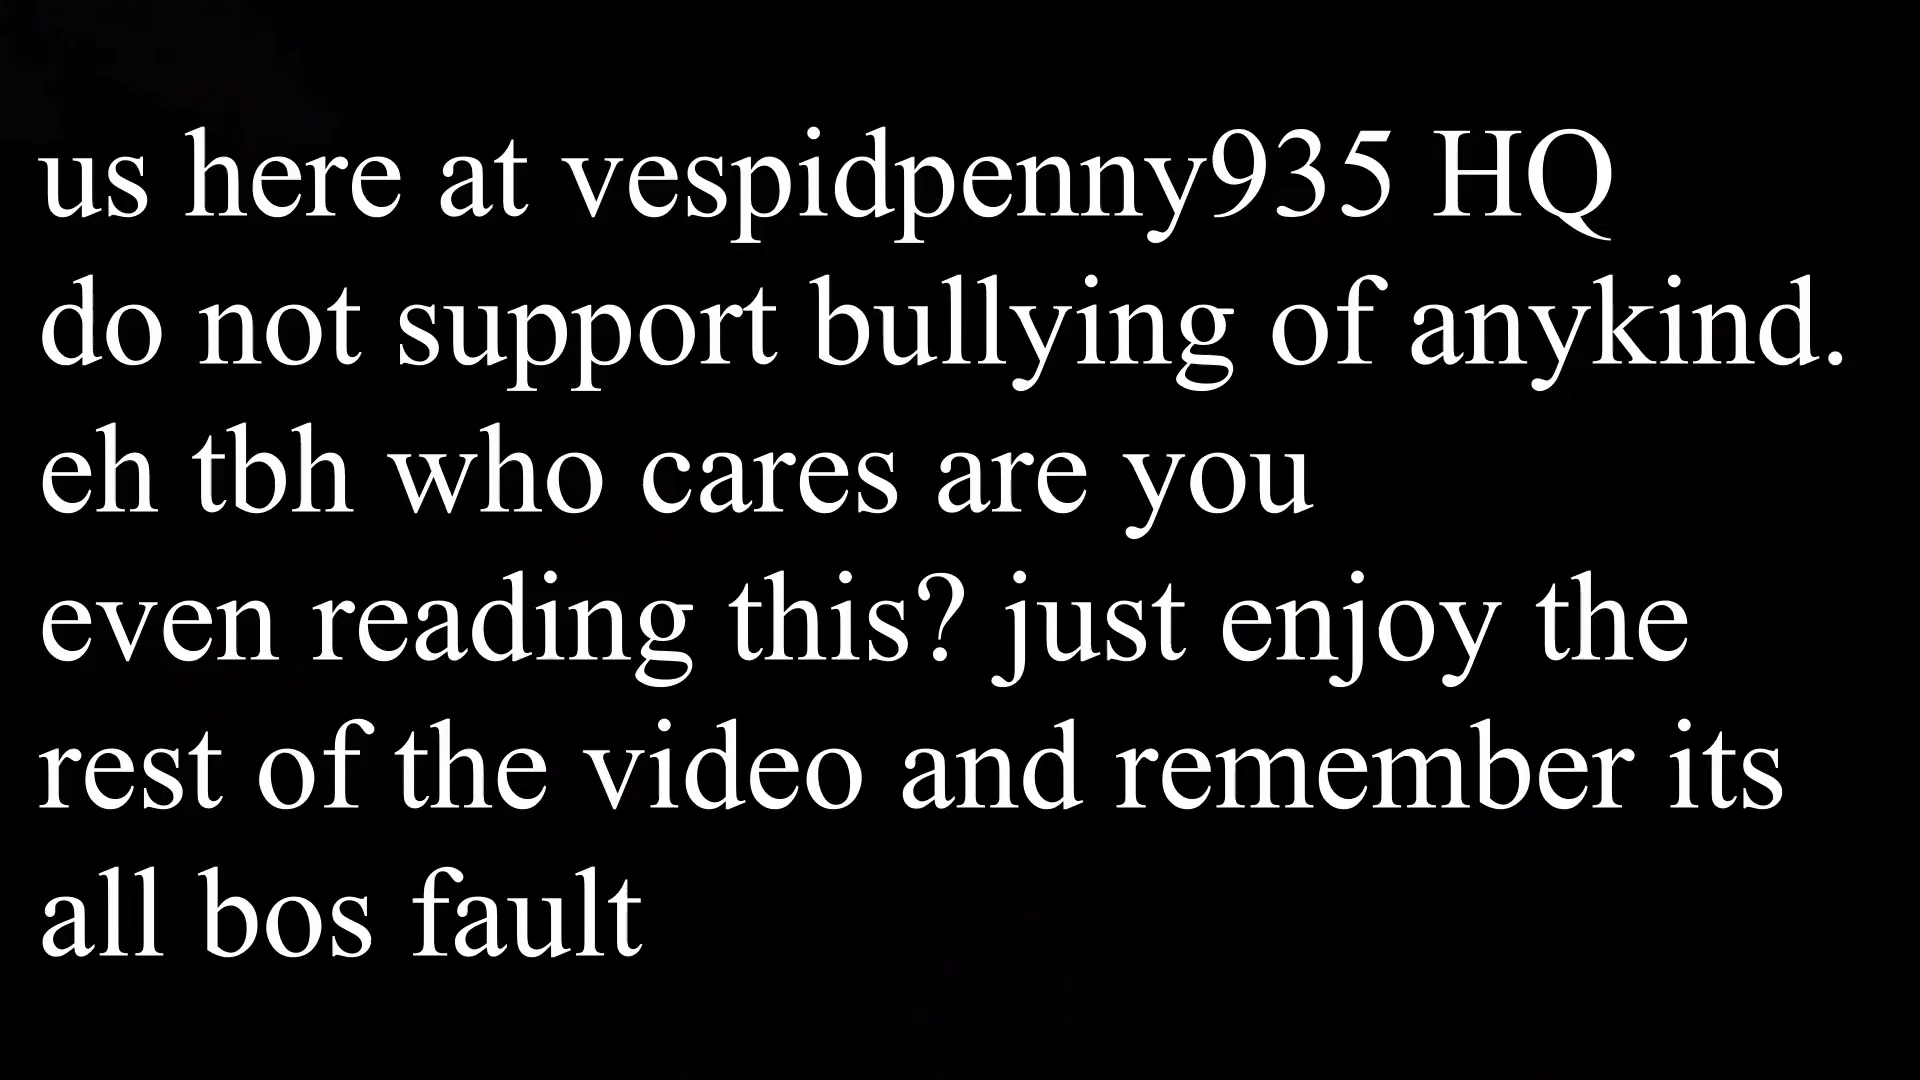 us here at vespidpenny935 HQ
do not support bullying of anykind.
eh tbh who cares are you
even reading this? just enjoy the
rest of the video and remember its
all bos fault